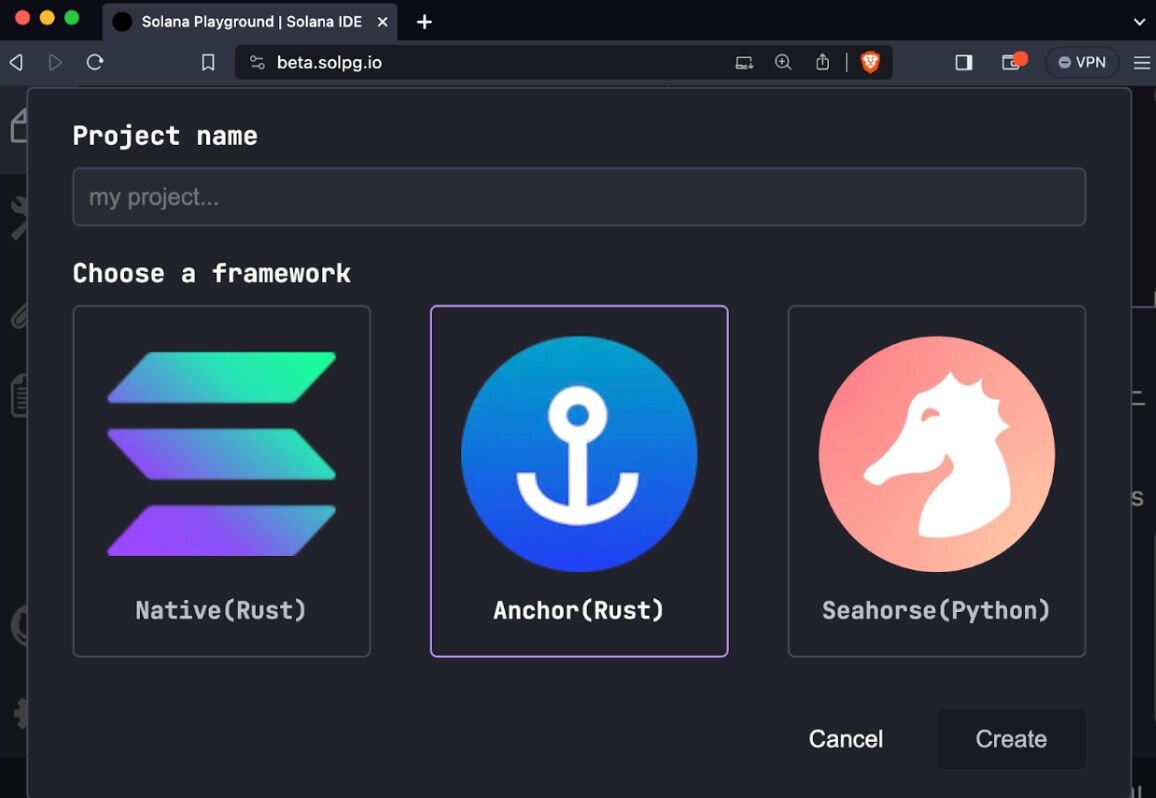 Solana Playground | Solana IDE
beta.solpg.io
VPN
Project name
my project...
Choose a framework
Native(Rust)
Anchor(Rust)
Seahorse(Python)
Cancel
Create